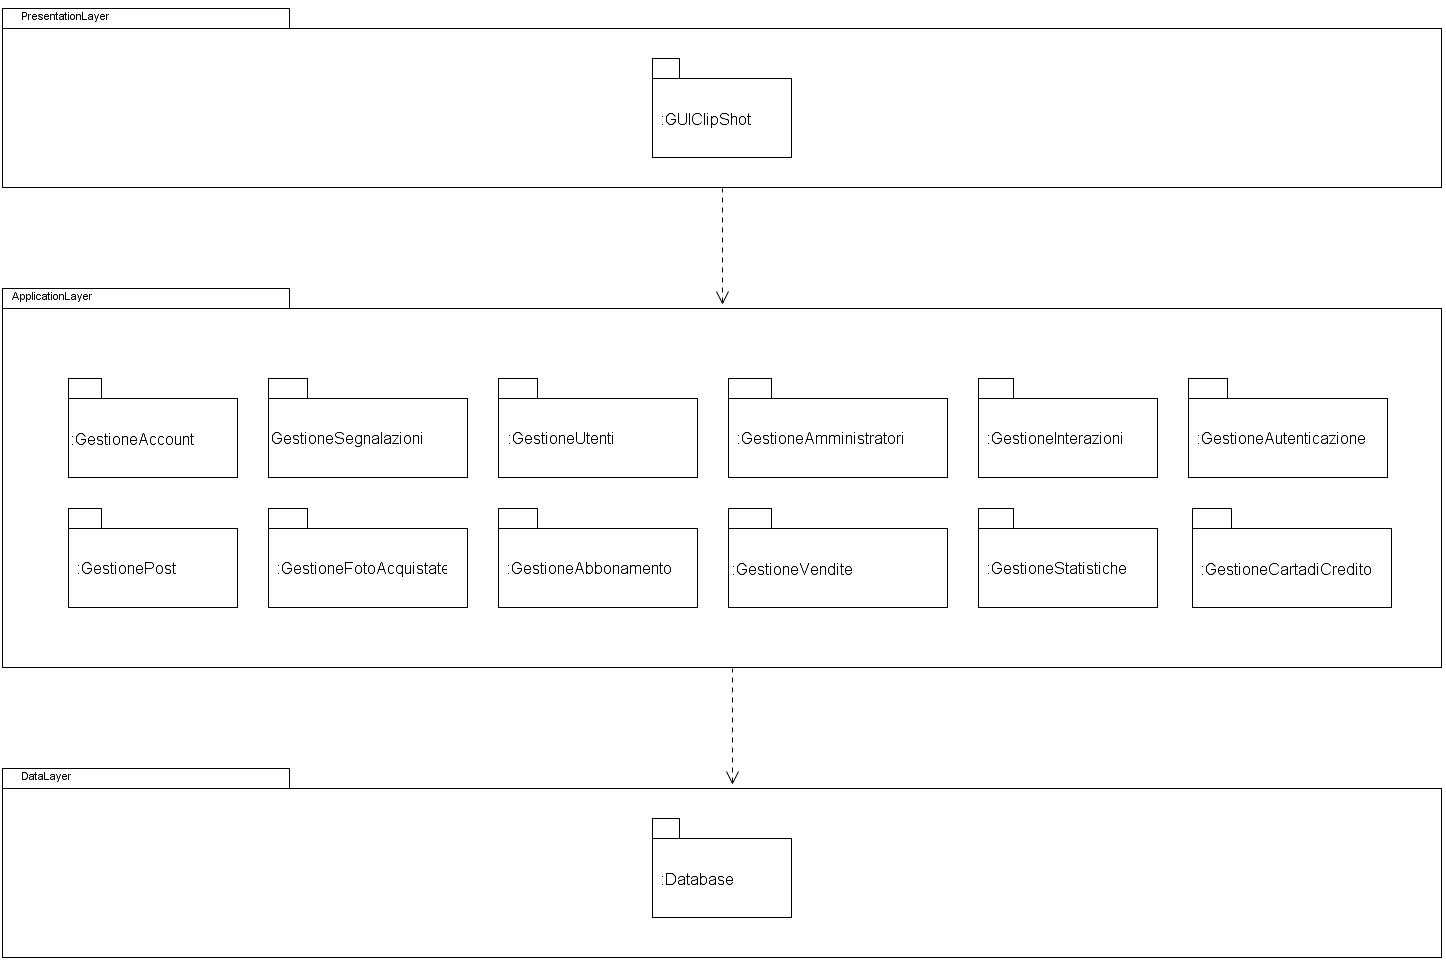 PresentationLayer
:GUIClipShot
ApplicationLayer
:GestioneAccount
GestioneSegnalazioni
:GestioneUtenti
:GestioneAmministratori
:GestioneInterazioni
:GestioneAutenticazione
:GestionePost
:GestioneFotoAcquistate
:GestioneAbbonamento
:GestioneVendite
:GestioneStatistiche
:GestioneCartadiCredito
DataLayer
:Database